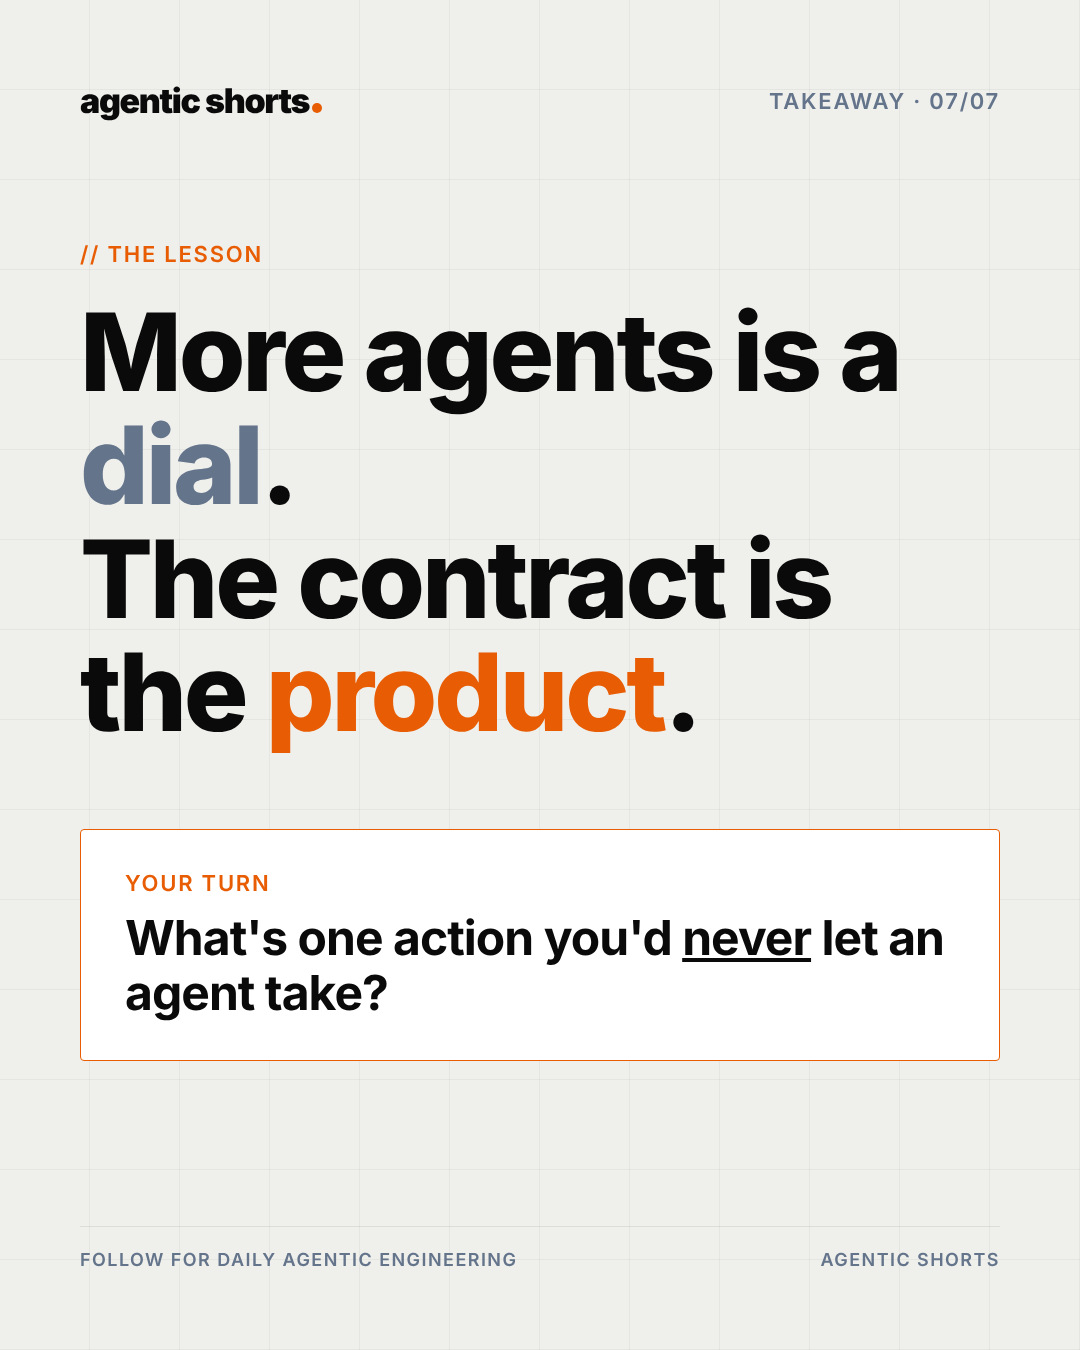 agentic shorts.
TAKEAWAY · 07/07
// THE LESSON
More agents is a
dial.
The contract is
the product.
YOUR TURN
What's one action you'd never let an
agent take?
FOLLOW FOR DAILY AGENTIC ENGINEERING
AGENTIC SHORTS